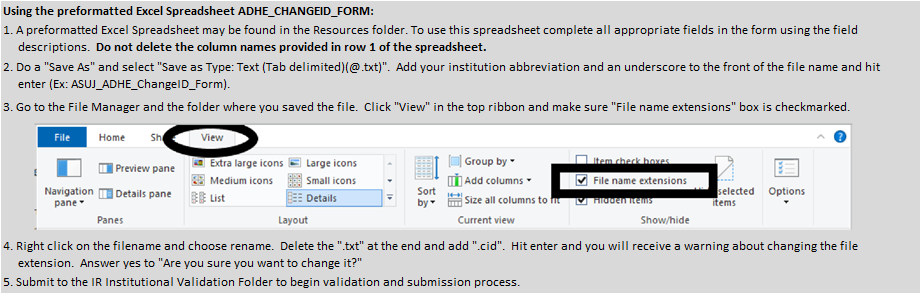 Using the preformatted Excel Spreadsheet ADHE_CHANGEID_FORM:
1. A preformatted Excel Spreadsheet may be found in the Resources folder. To use this spreadsheet complete all appropriate fields in the form using the field
descriptions. Do not delete the column names provided in row 1 of the spreadsheet.
2. Do a "Save As" and select "Save as Type: Text (Tab delimited)(@.txt)". Add your institution abbreviation and an underscore to the front of the file name and hit
enter (Ex: ASUJ_ADHE_ChangeID_Form).
3. Go to the File Manager and the folder where you saved the file. Click "View" in the top ribbon and make sure "File name extensions" box is checkmarked.
File Home View
Extra large icons Large icons
Preview pane
Medium icons Small icons
Details pane
List Details
Navigation
pane
Panes
Layout
Sort
by
Group by
Add columns
Size all columns to fit
Current view
Item check boxes
File name extensions
Hidden items
selected
items
Show/hide
Options
4. Right click on the filename and choose rename. Delete the ".txt" at the end and add ".cid". Hit enter and you will receive a warning about changing the file
extension. Answer yes to "Are you sure you want to change it?"
5. Submit to the IR Institutional Validation Folder to begin validation and submission process.